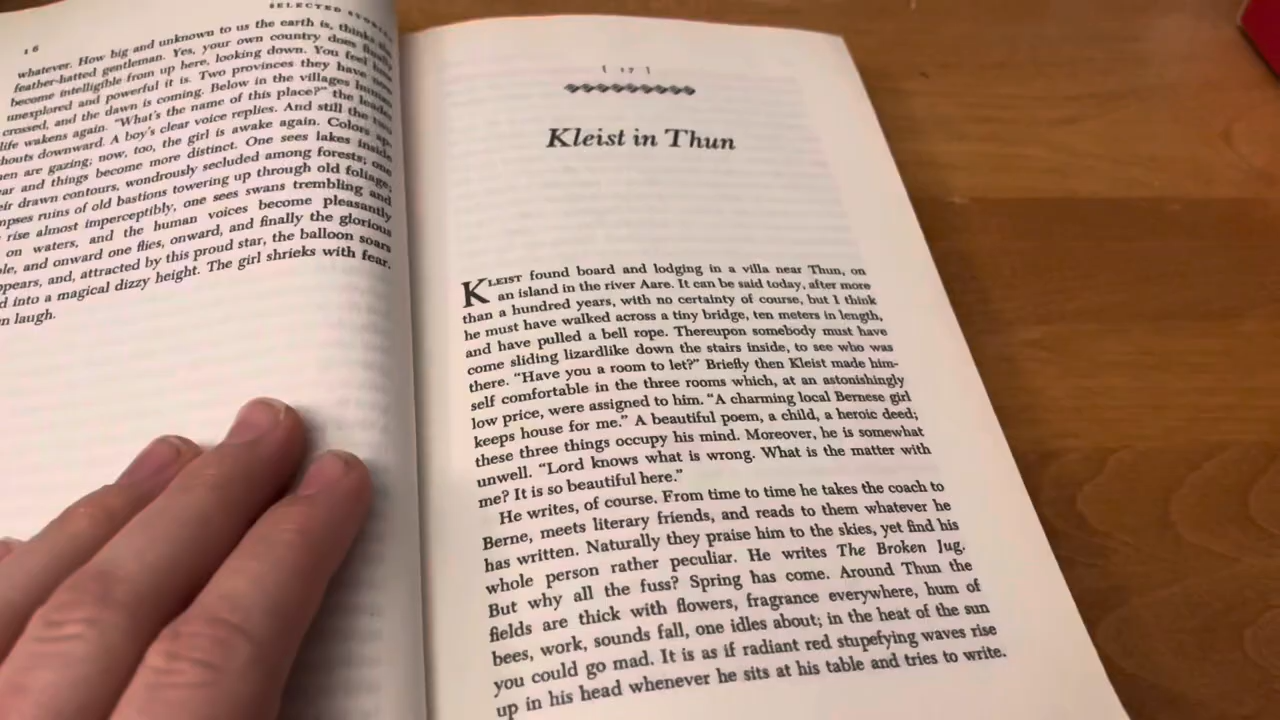 SELECTED STORIES
16
whatever. How big and unknown to us the earth is, thinks the
feather-hatted gentleman. Yes, your own country does finally
become intelligible from up here, looking down. You feel how
unexplored and powerful it is. Two provinces they have now
crossed, and the dawn is coming. Below in the villages human
life wakens again. "What's the name of this place?" the leader
shouts downward. A boy's clear voice replies. And still the
are gazing; now, too, the girl is awake again. Colors
and things become more distinct. One sees lakes inside
drawn contours, wondrously secluded among forests; one
ruins of old bastions towering up through old foliage;
rise almost imperceptibly, one sees swans trembling and
on waters, and the human voices become pleasantly
and onward one flies, onward, and finally the glorious
and, attracted by this proud star, the balloon soars
into a magical dizzy height. The girl shrieks with fear.
laugh.
[ 17 ]
Kleist in Thun
KLEIST found board and lodging in a villa near Thun, on
an island in the river Aare. It can be said today, after more
than a hundred years, with no certainty of course, but I think
he must have walked across a tiny bridge, ten meters in length,
and have pulled a bell rope. Thereupon somebody must have
come sliding lizardlike down the stairs inside, to see who was
there. "Have you a room to let?" Briefly then Kleist made him-
self comfortable in the three rooms which, at an astonishingly
low price, were assigned to him. "A charming local Bernese girl
keeps house for me." A beautiful poem, a child, a heroic deed;
these three things occupy his mind. Moreover, he is somewhat
unwell. "Lord knows what is wrong. What is the matter with
me? It is so beautiful here."
He writes, of course. From time to time he takes the coach to
Berne, meets literary friends, and reads to them whatever he
has written. Naturally they praise him to the skies, yet find his
whole person rather peculiar. He writes The Broken Jug.
But why all the fuss? Spring has come. Around Thun the
fields are thick with flowers, fragrance everywhere, hum of
bees, work, sounds fall, one idles about; in the heat of the sun
you could go mad. It is as if radiant red stupefying waves rise
up in his head whenever he sits at his table and tries to write.